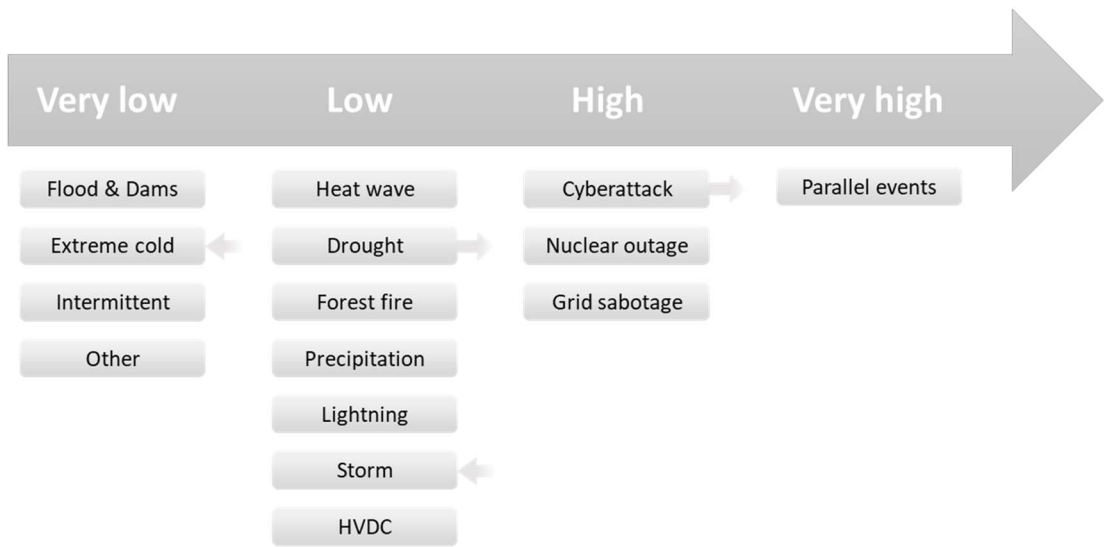 Very low
Low
High
Very high
Flood & Dams
Heat wave
Cyberattack
Parallel events
Extreme cold
Drought
Nuclear outage
Intermittent
Forest fire
Grid sabotage
Other
Precipitation
Lightning
Storm
HVDC